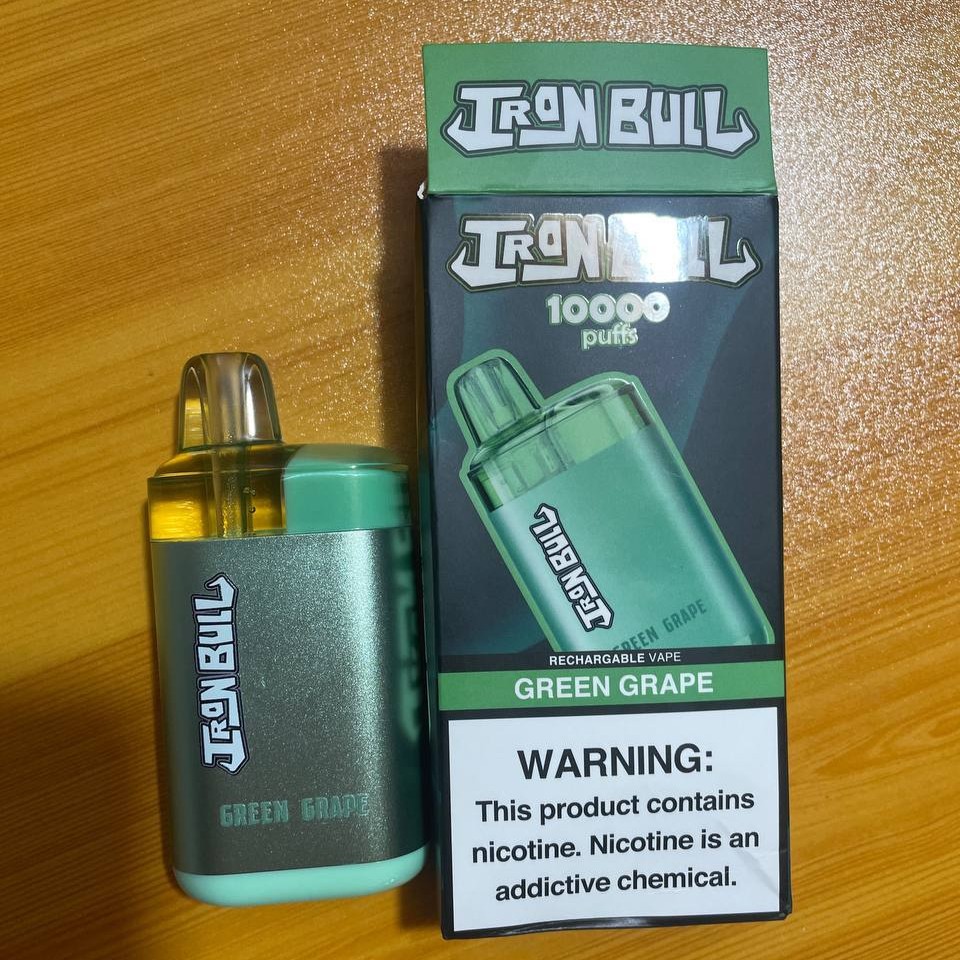 IRON BULL
IRON BULL
10000
puffs
IRON BULL
GREEN GRAPE
RECHARGABLE VAPE
GREEN GRAPE
WARNING:
This product contains
nicotine. Nicotine is an
addictive chemical.
IRON BULL
GREEN GRAPE